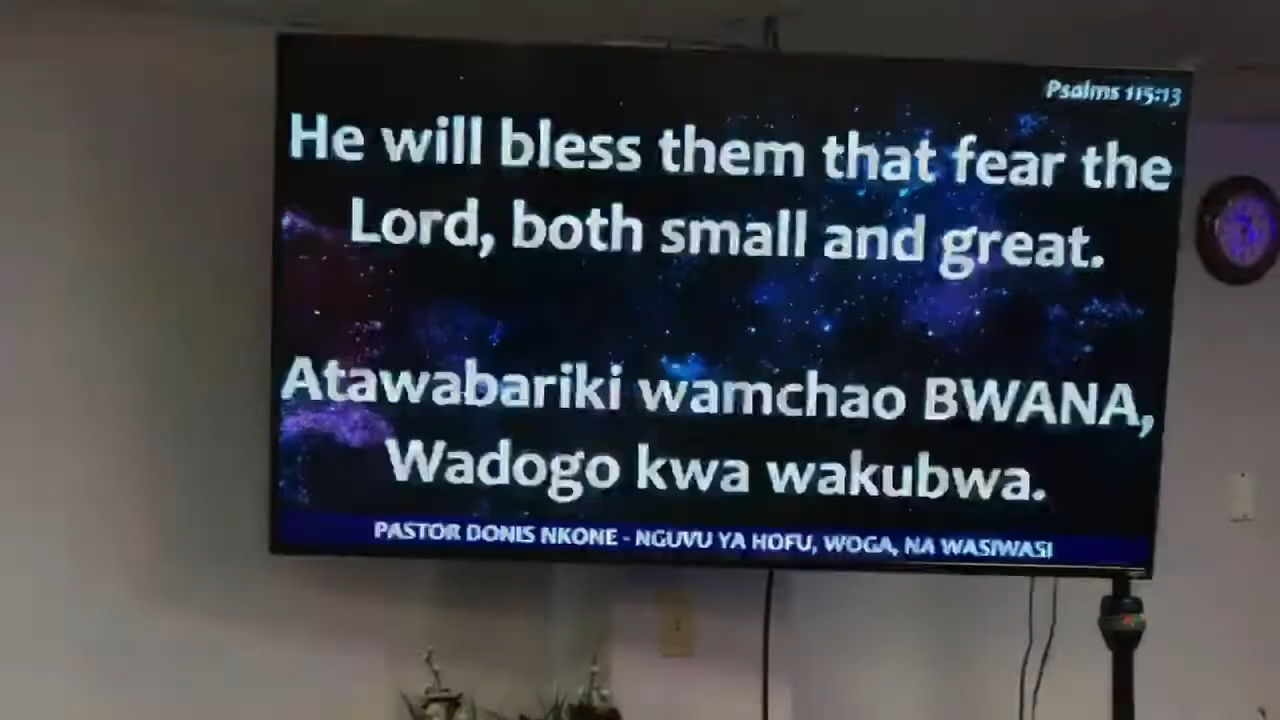 Psalms 115:13
He will bless them that fear the
Lord, both small and great.
Atawabariki wamchao BWANA,
Wadogo kwa wakubwa.
PASTOR DONIS NKONE - NGUVU YA HOFU, WOGA, NA WASIWASI